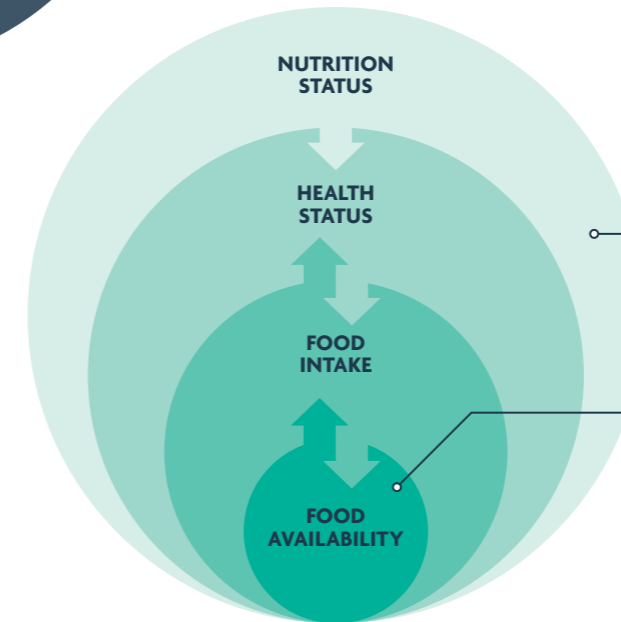 NUTRITION
STATUS
HEALTH
STATUS
FOOD
INTAKE
FOOD
AVAILABILITY